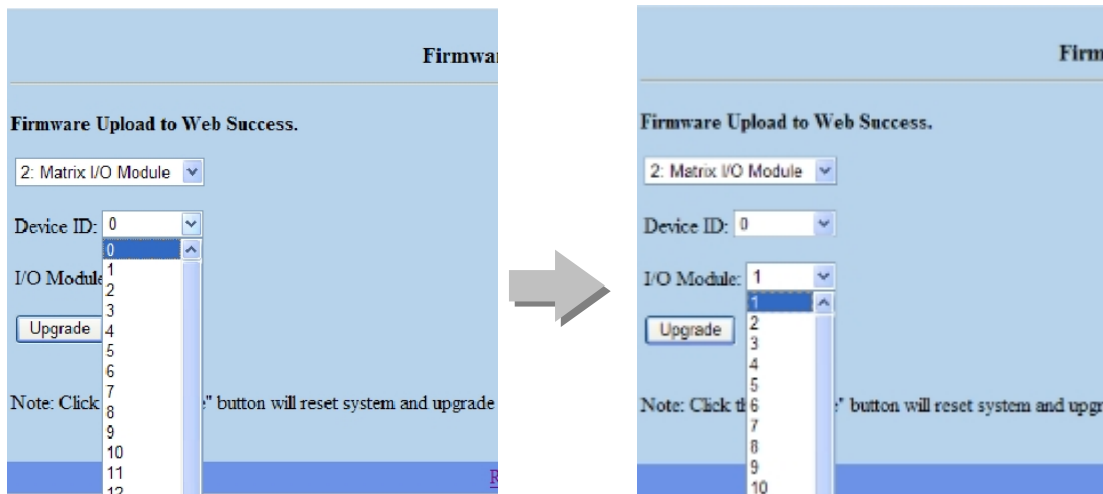 Firmwa
Firmware Upload to Web Success.
2: Matrix I/O Module
Device ID: 0
0
1
I/O Module
2
3
Upgrade
4
5
6
7
Note: Click
" button will reset system and upgrade
8
9
10
11
12
Firm
Firmware Upload to Web Success.
2: Matrix I/O Module
Device ID: 0
I/O Module: 1
1
Upgrade
2
3
4
5
Note: Click th
6
" button will reset system and upgr
7
8
9
10